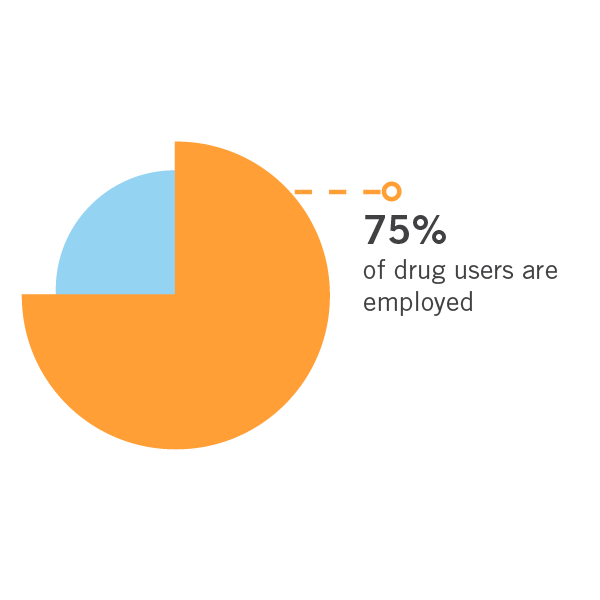 75%
of drug users are
employed